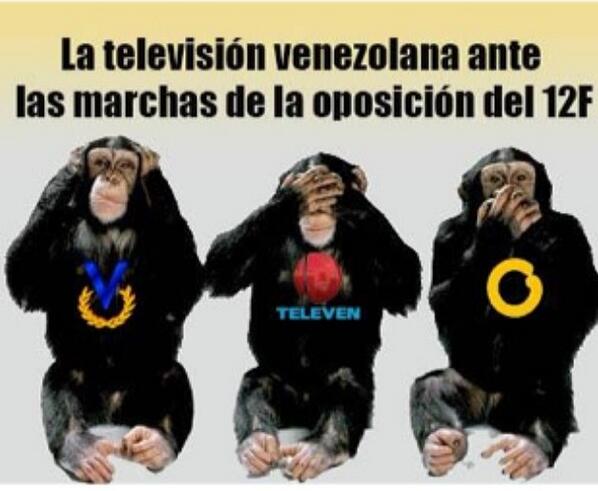 La televisión venezolana ante
las marchas de la oposición del 12F
TELEVEN